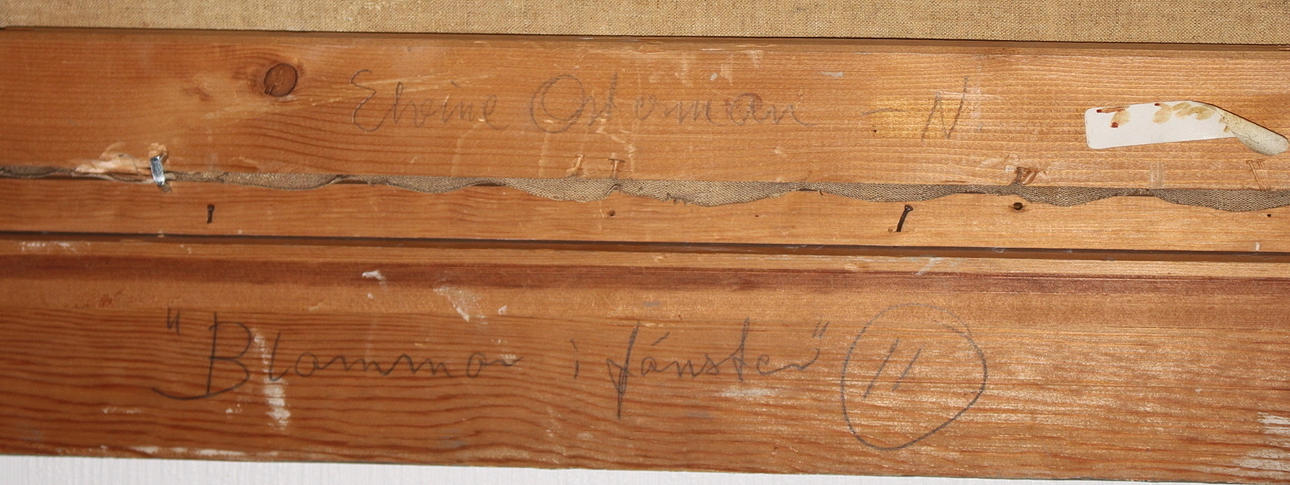 Elvine Osterman - N
"Blommor i fönster" 11